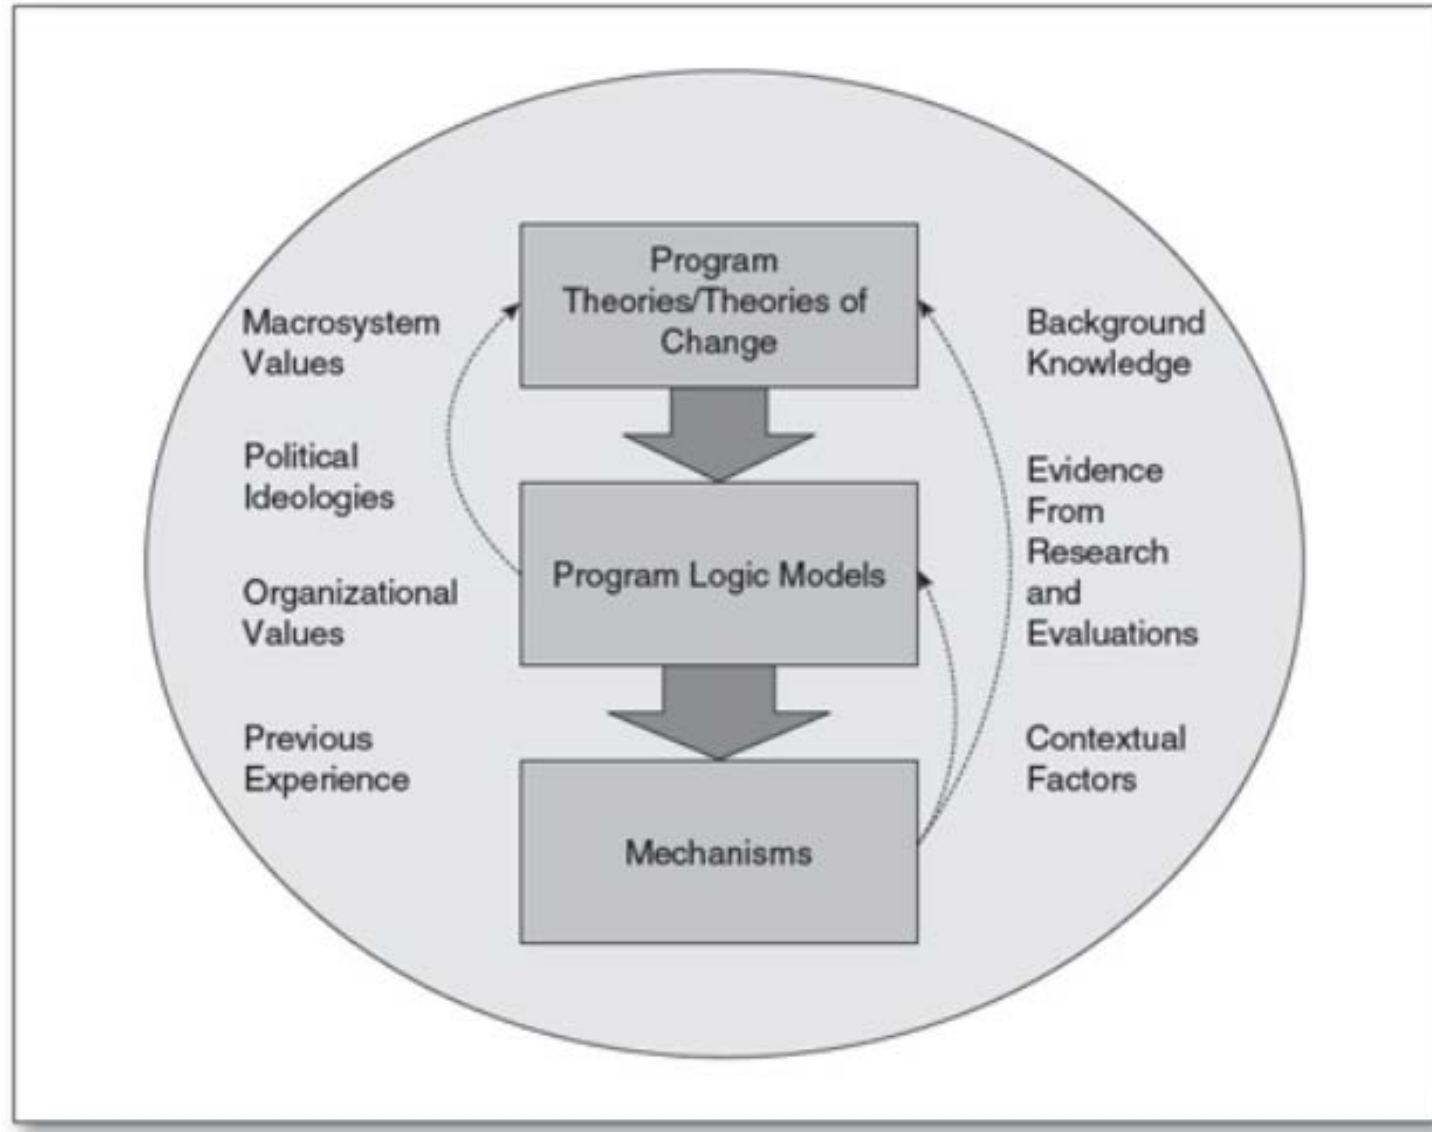 Program
Theories/Theories of
Change
Macrosystem
Values
Political
Ideologies
Organizational
Values
Previous
Experience
Program Logic Models
Mechanisms
Background
Knowledge
Evidence
From
Research
and
Evaluations
Contextual
Factors